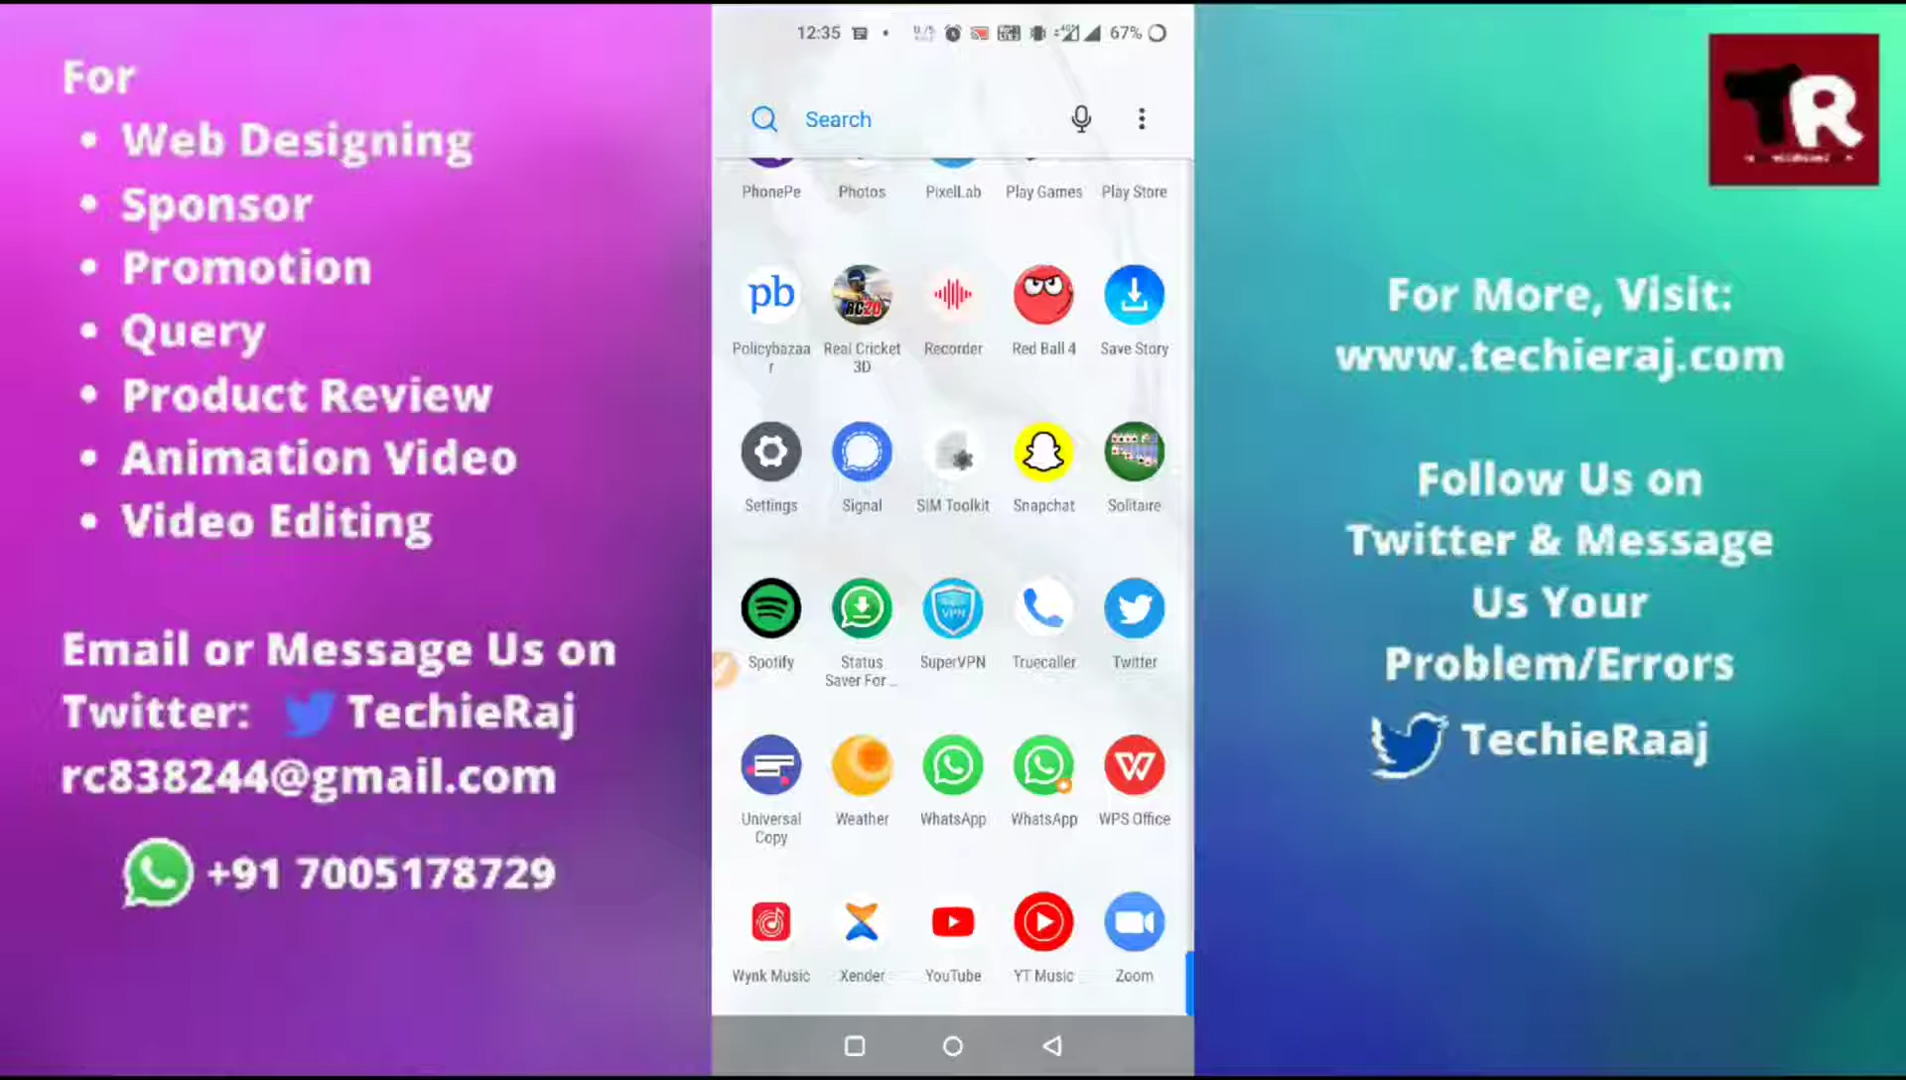 For
• Web Designing
• Sponsor
• Promotion
• Query
• Product Review
• Animation Video
• Video Editing
Email or Message Us on
Twitter: TechieRaj
rc838244@gmail.com
+91 7005178729
12:35 67%
Search
PhonePe Photos PixelLab Play Games Play Store
pb RC20
Policybazaa Real Cricket Recorder Red Ball 4 Save Story
r 3D
Settings Signal SIM Toolkit Snapchat Solitaire
VPN
Spotify Status SuperVPN Truecaller Twitter
Saver For ...
Universal Weather WhatsApp WhatsApp WPS Office
Copy
Wynk Music Xender YouTube YT Music Zoom
TR
For More, Visit:
www.techieraj.com
Follow Us on
Twitter & Message
Us Your
Problem/Errors
TechieRaaj